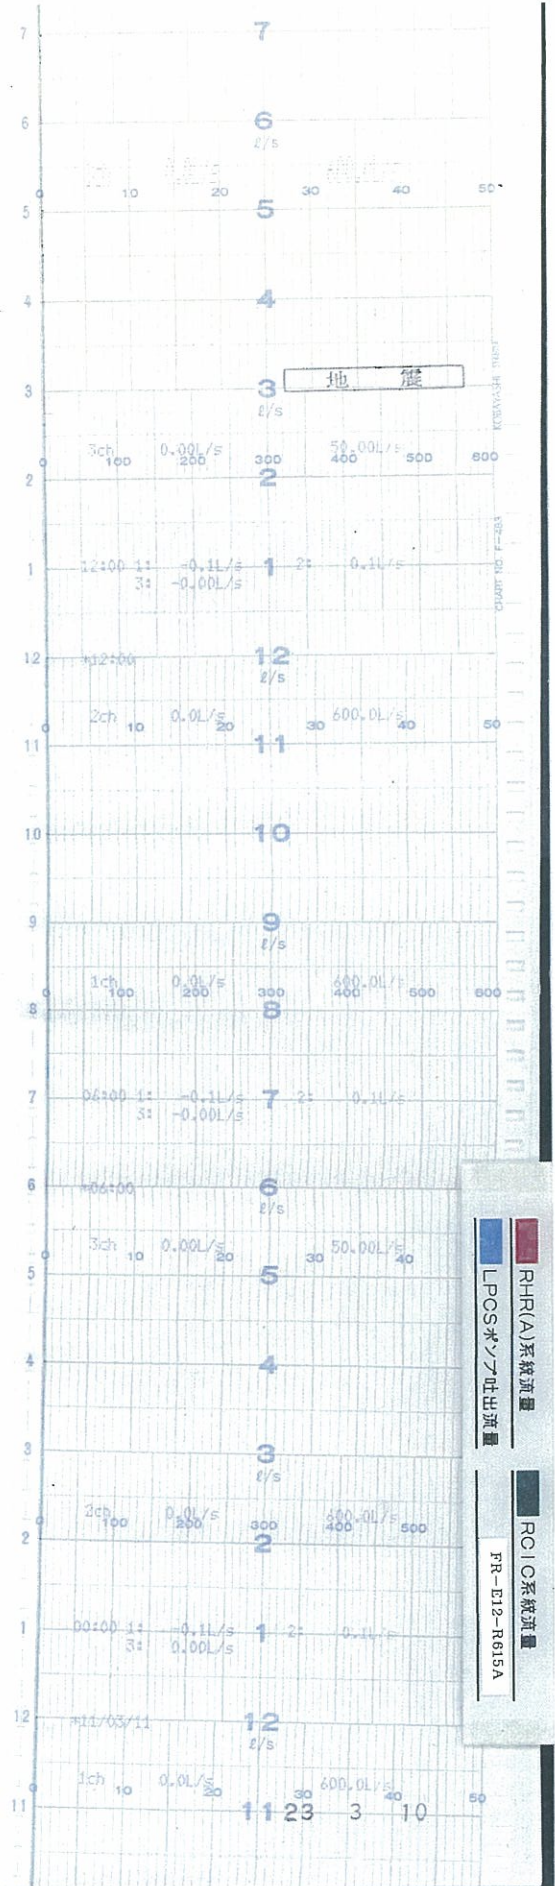 7
7
6
6
ℓ/s
0 10 20 30 40 50
5
5
4
4
地 震
3
3
ℓ/s
3ch 0.00L/s 50.00L/s
0 100 200 300 400 500 600
2
2
12:00 1: -0.1L/s 2: 0.1L/s
1
1
3: -0.00L/s
12
12
*12:00
ℓ/s
2ch 0.0L/s 600.0L/s
0 10 20 30 40 50
11
11
10
10
9
9
ℓ/s
1ch 0.0L/s 600.0L/s
0 100 200 300 400 500 600
8
8
06:00 1: -0.1L/s 2: 0.1L/s
7
7
3: -0.00L/s
6
6
*06:00
ℓ/s
3ch 0.00L/s 50.00L/s
0 10 20 30 40
5
5
4
4
3
3
ℓ/s
2ch 0.0L/s 600.0L/s
0 100 200 300 400 500
2
2
00:00 1: -0.1L/s 2: 0.1L/s
1
1
3: 0.00L/s
12
12
*11/03/11
ℓ/s
1ch 0.0L/s 600.0L/s
0 10 20 30 40 50
11
11
23 3 10
RHR(A)系統流量
RCIC系統流量
LPCSポンプ吐出流量
FR-E12-R615A